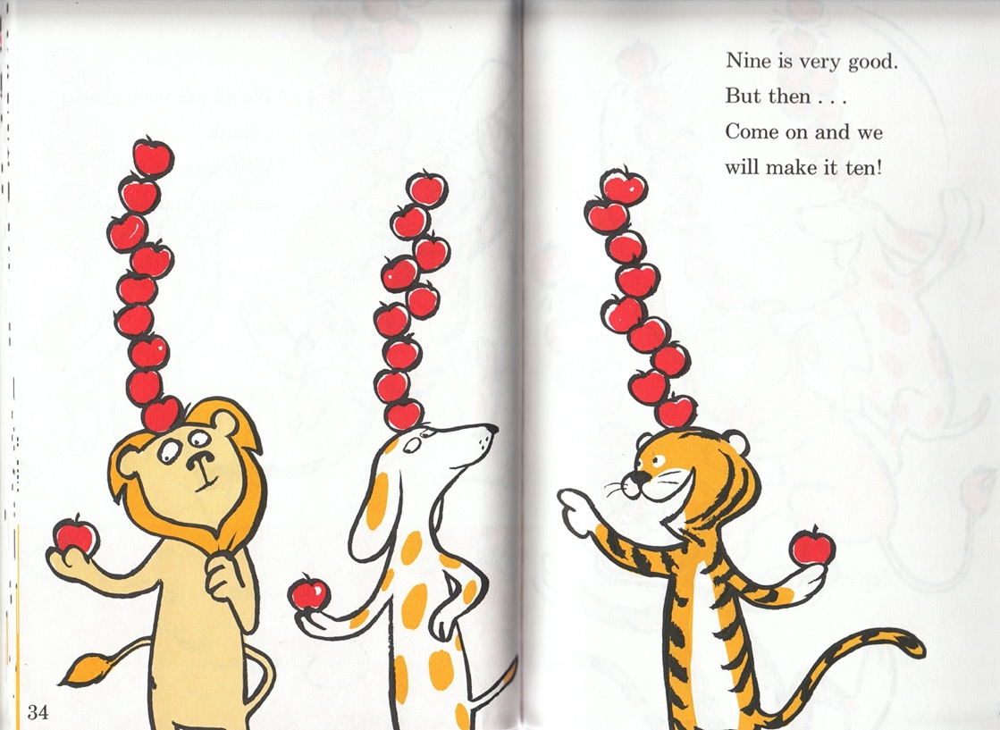 Nine is very good.
But then . . .
Come on and we
will make it ten!
34